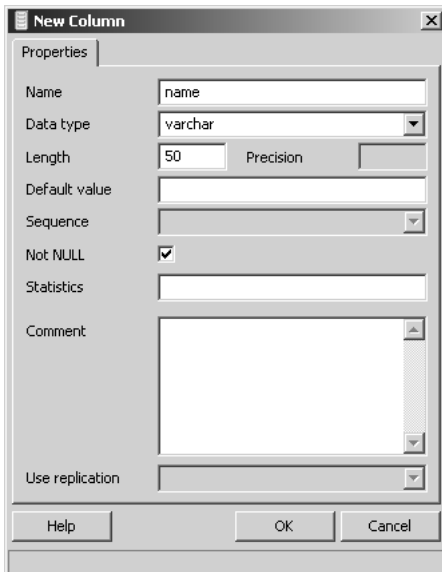 New Column
Properties
Name name
Data type varchar
Length 50 Precision
Default value
Sequence
Not NULL
Statistics
Comment
Use replication
Help OK Cancel